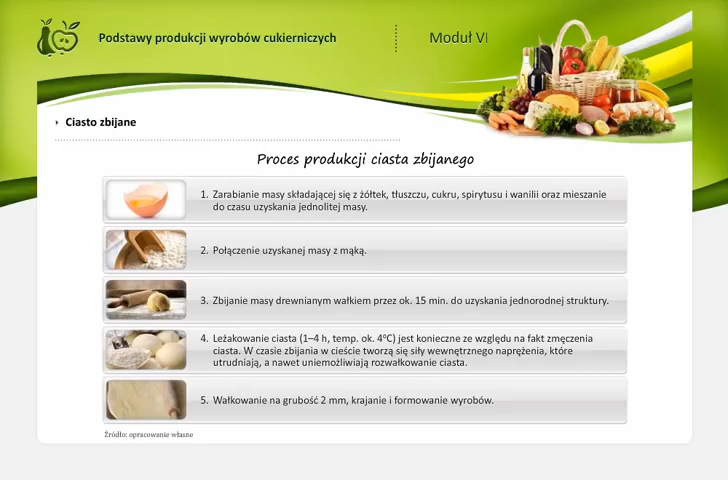 Podstawy produkcji wyrobów cukierniczych
Moduł VI
Ciasto zbijane
Proces produkcji ciasta zbijanego
1. Zarabianie masy składającej się z żółtek, tłuszczu, cukru, spirytusu i wanilii oraz mieszanie
do czasu uzyskania jednolitej masy.
2. Połączenie uzyskanej masy z mąką.
3. Zbijanie masy drewnianym wałkiem przez ok. 15 min. do uzyskania jednorodnej struktury.
4. Leżakowanie ciasta (1–4 h, temp. ok. 4°C) jest konieczne ze względu na fakt zmęczenia
ciasta. W czasie zbijania w cieście tworzą się siły wewnętrznego naprężenia, które
utrudniają, a nawet uniemożliwiają rozwałkowanie ciasta.
5. Wałkowanie na grubość 2 mm, krajanie i formowanie wyrobów.
Źródło: opracowanie własne